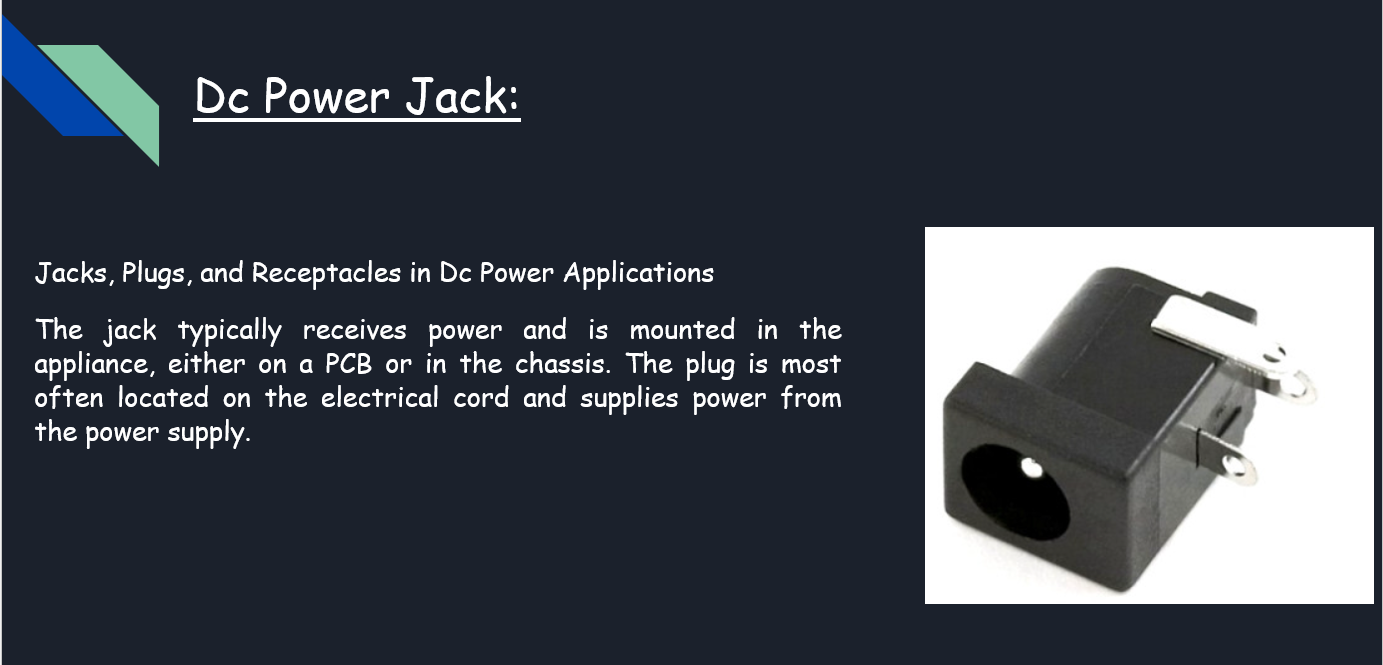 Dc Power Jack:
Jacks, Plugs, and Receptacles in Dc Power Applications
The jack typically receives power and is mounted in the
appliance, either on a PCB or in the chassis. The plug is most
often located on the electrical cord and supplies power from
the power supply.